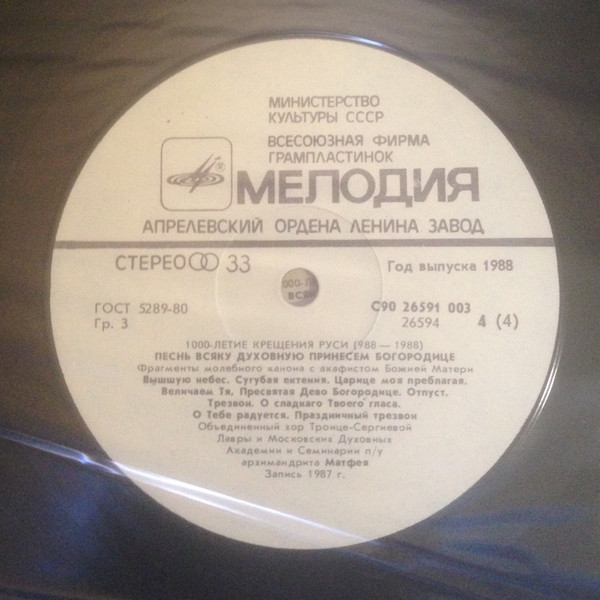 МИНИСТЕРСТВО
КУЛЬТУРЫ СССР
ВСЕСОЮЗНАЯ ФИРМА
ГРАМПЛАСТИНОК
МЕЛОДИЯ
АПРЕЛЕВСКИЙ ОРДЕНА ЛЕНИНА ЗАВОД
СТЕРЕО 33
Год выпуска 1988
ГОСТ 5289-80
Гр. 3
С90 26591 003
26594 4 (4)
1000-ЛЕТИЕ КРЕЩЕНИЯ РУСИ (988 — 1988)
ПЕСНЬ ВСЯКУ ДУХОВНУЮ ПРИНЕСЕМ БОГОРОДИЦЕ
Фрагменты молебного канона с акафистом Божией Матери
Вышшую небес. Сугубая ектения. Царице моя преблагая.
Величаем Тя, Пресвятая Дево Богородице. Отпуст.
Трезвон. О сладкаго Твоего гласа.
О Тебе радуется. Праздничный трезвон
Объединенный хор Троице-Сергиевой
Лавры и Московских Духовных
Академии и Семинарии п/у
архимандрита Матфея
Запись 1987 г.